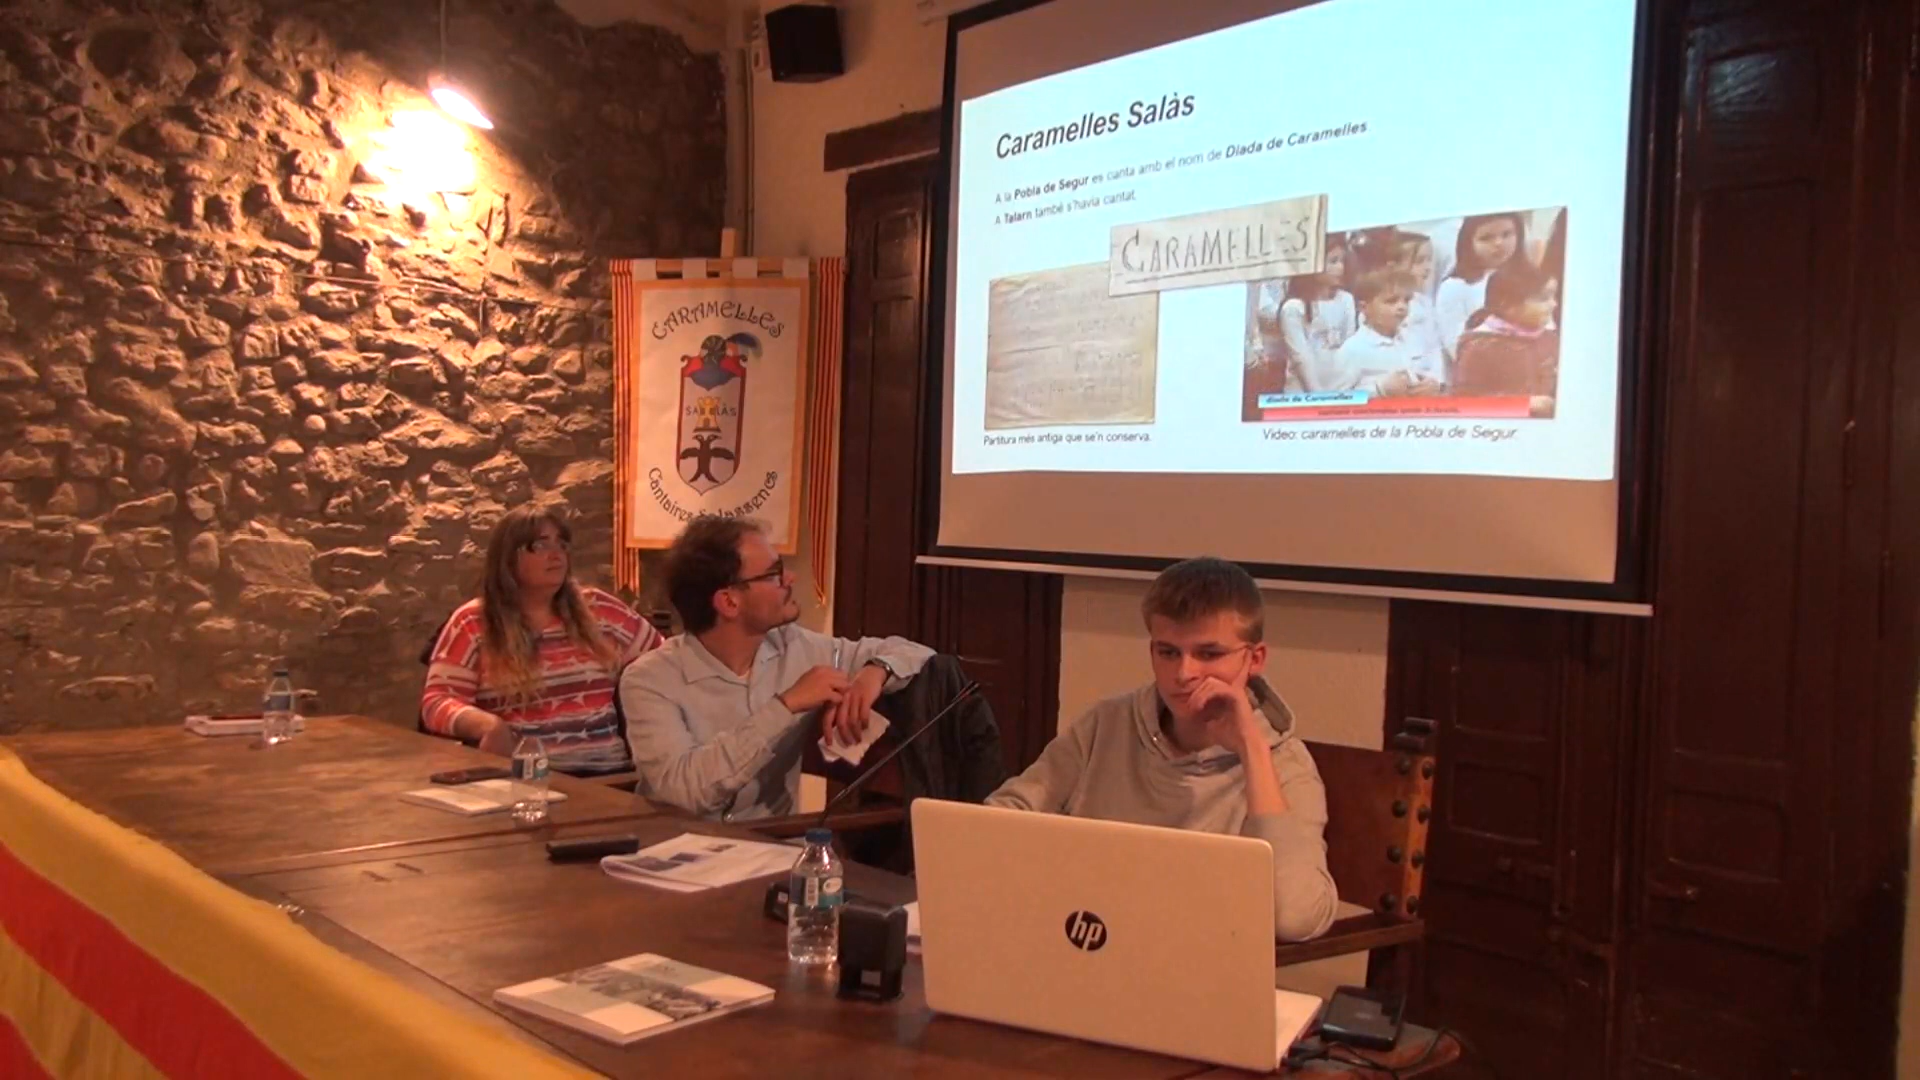 Caramelles Salàs
A la Pobla de Segur es canta amb el nom de Diada de Caramelles
A Talarn també s'havia cantat.
CARAMELLES
diada de Caramelles
Partitura més antiga que se'n conserva.
Video: caramelles de la Pobla de Segur.
CARAMELLES
SALÀS
Cantaires Salassencs
hp